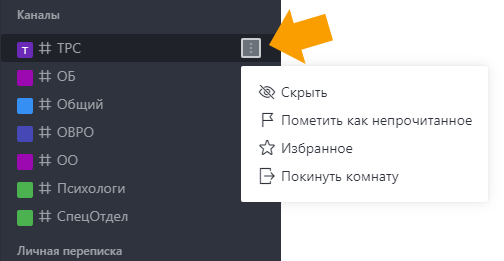 Каналы
T # ТРС
# ОБ
# Общий
# ОВРО
# ОО
# Психологи
# СпецОтдел
Личная переписка
Скрыть
Пометить как непрочитанное
Избранное
Покинуть комнату